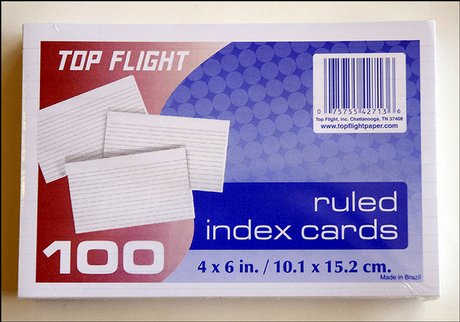 TOP FLIGHT
0 75755 42713 6
Top Flight, Inc. Chattanooga, TN 37406
www.topflightpaper.com
100
ruled
index cards
4 x 6 in. / 10.1 x 15.2 cm.
Made in Brazil